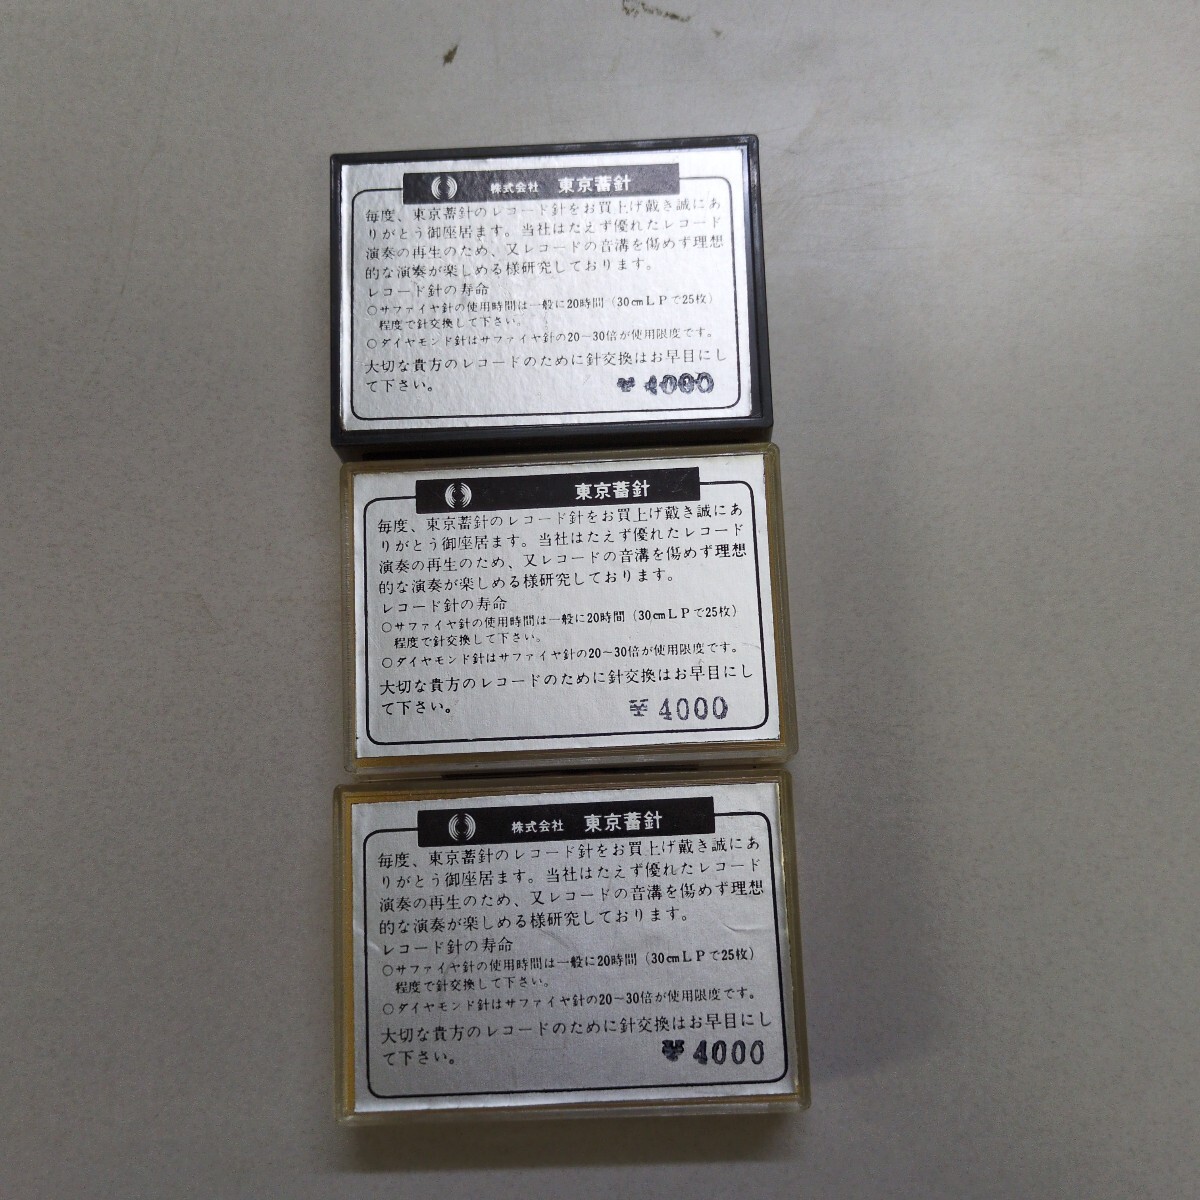 株式会社 東京蓄針
毎度、東京蓄針のレコード針をお買上げ戴き誠にあ
りがとう御座居ます。当社はたえず優れたレコード
演奏の再生のため、又レコードの音溝を傷めず理想
的な演奏が楽しめる様研究しております。
レコード針の寿命
○サファイヤ針の使用時間は一般に20時間(30cmLPで25枚)
程度で針交換して下さい。
○ダイヤモンド針はサファイヤ針の20~30倍が使用限度です。
大切な貴方のレコードのために針交換はお早目にし
て下さい。
4000
東京蓄針
毎度、東京蓄針のレコード針をお買上げ戴き誠にあ
りがとう御座居ます。当社はたえず優れたレコード
演奏の再生のため、又レコードの音溝を傷めず理想
的な演奏が楽しめる様研究しております。
レコード針の寿命
○サファイヤ針の使用時間は一般に20時間(30cmLPで25枚)
程度で針交換して下さい。
○ダイヤモンド針はサファイヤ針の20~30倍が使用限度です。
大切な貴方のレコードのために針交換はお早目にし
て下さい。
4000
株式会社 東京蓄針
毎度、東京蓄針のレコード針をお買上げ戴き誠にあ
りがとう御座居ます。当社はたえず優れたレコード
演奏の再生のため、又レコードの音溝を傷めず理想
的な演奏が楽しめる様研究しております。
レコード針の寿命
○サファイヤ針の使用時間は一般に20時間(30cmLPで25枚)
程度で針交換して下さい。
○ダイヤモンド針はサファイヤ針の20~30倍が使用限度です。
大切な貴方のレコードのために針交換はお早目にし
て下さい。
4000